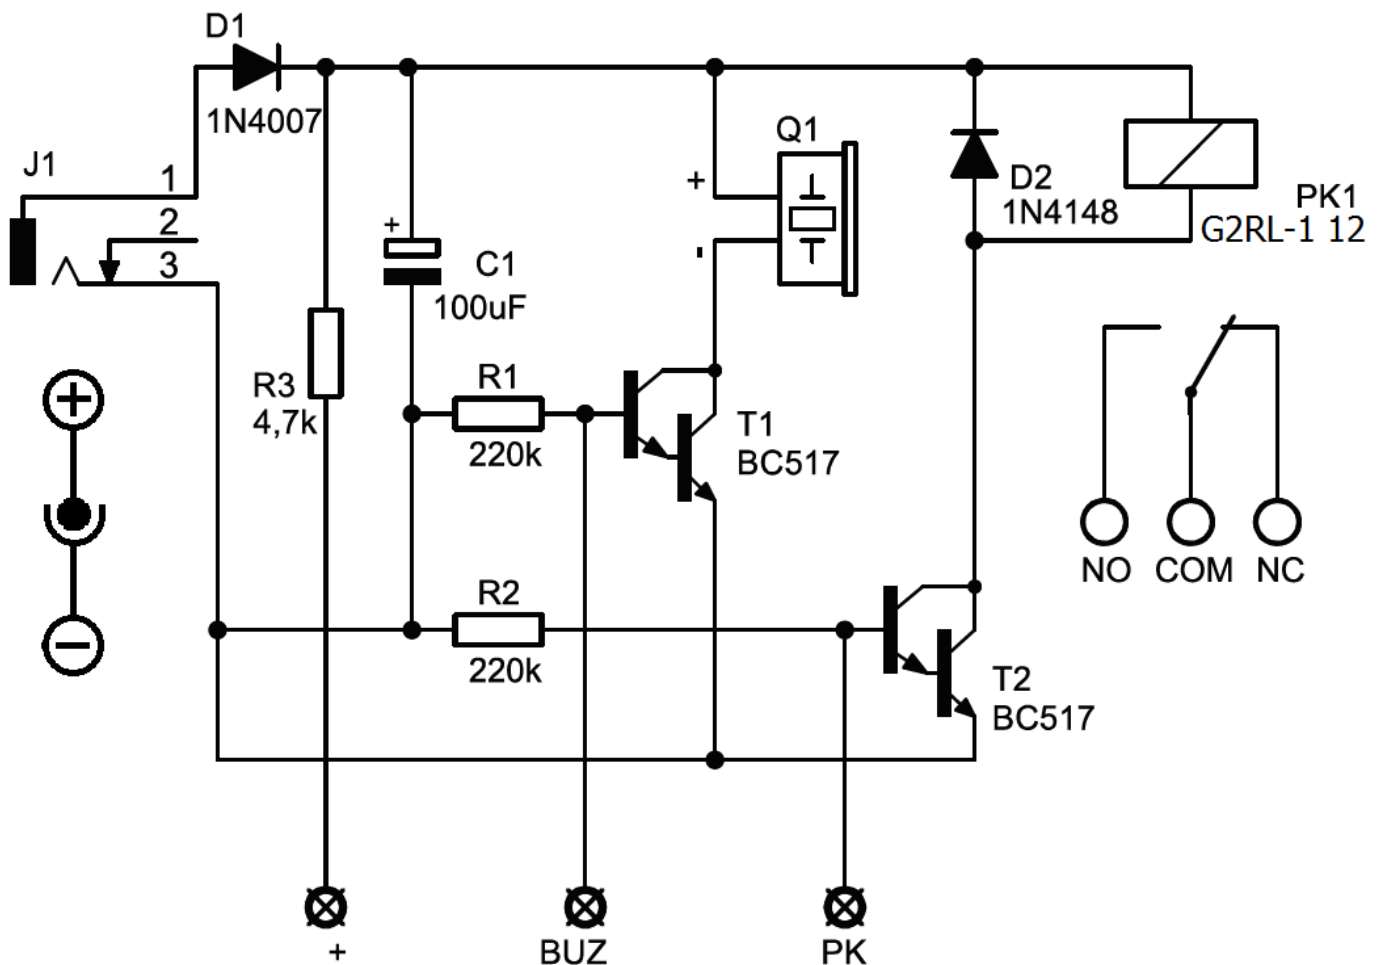 D1
1N4007
J1
1
2
3
Q1
+
-
D2
1N4148
PK1
G2RL-1 12
+
C1
100uF
R3
4,7k
R1
220k
T1
BC517
NO COM NC
R2
220k
T2
BC517
+
BUZ
PK